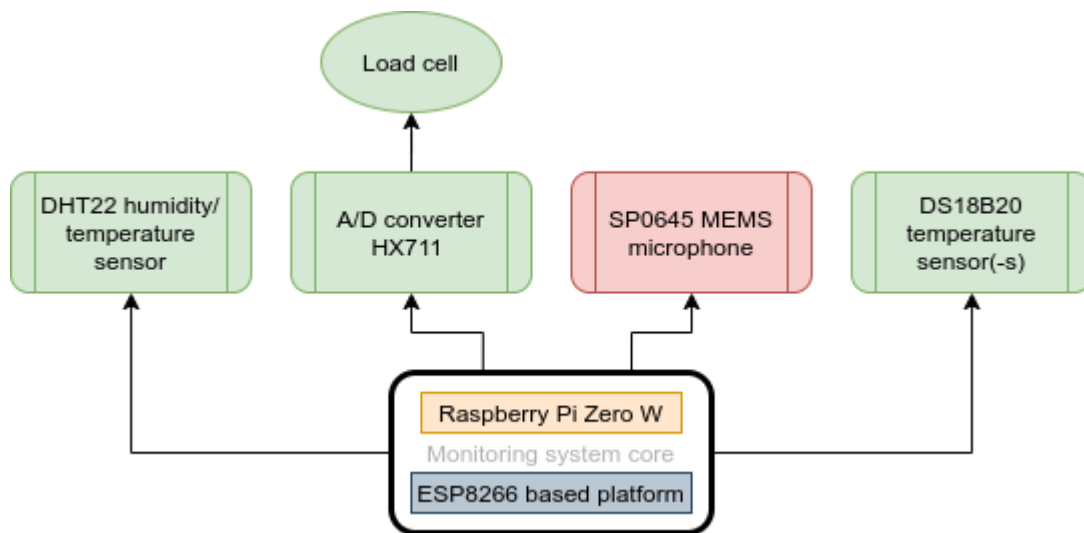 Load cell
DHT22 humidity/
temperature
sensor
A/D converter
HX711
SP0645 MEMS
microphone
DS18B20
temperature
sensor(-s)
Raspberry Pi Zero W
Monitoring system core
ESP8266 based platform